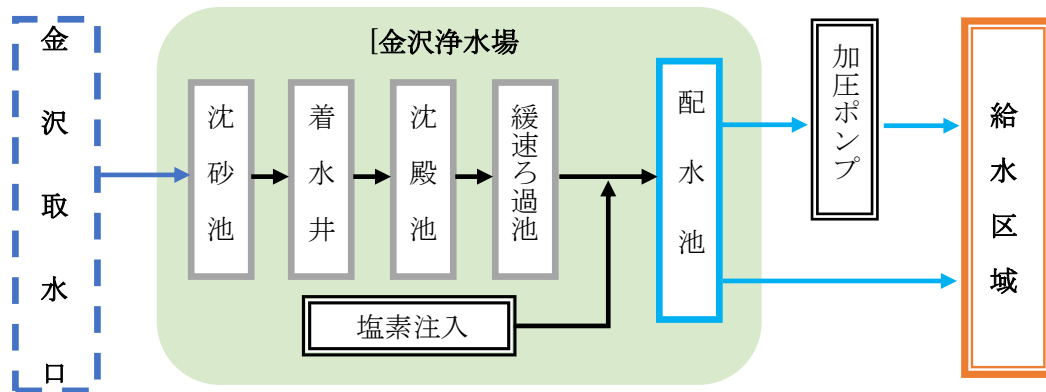 金沢取水口
[金沢浄水場
沈砂池
着水井
沈殿池
緩速ろ過池
塩素注入
配水池
加圧ポンプ
給水区域